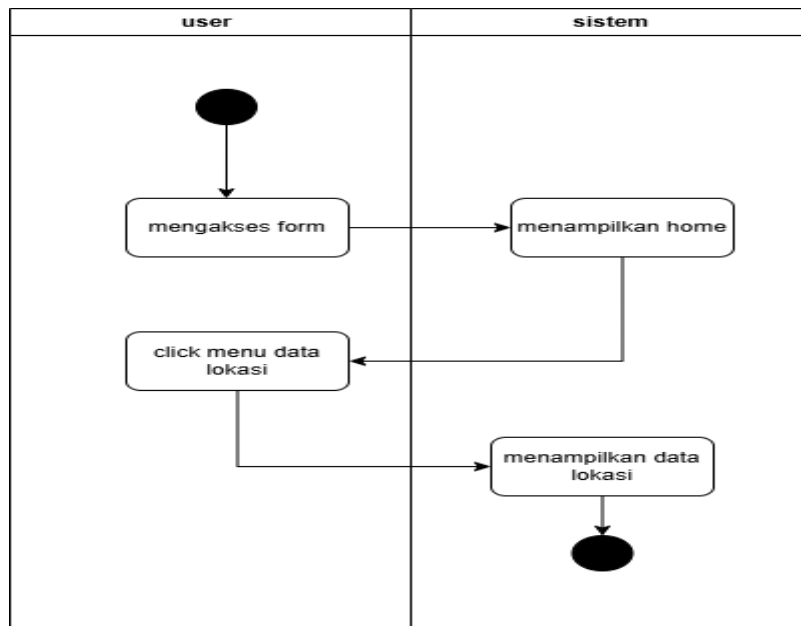 user
sistem
mengakses form
menampilkan home
click menu data
lokasi
menampilkan data
lokasi